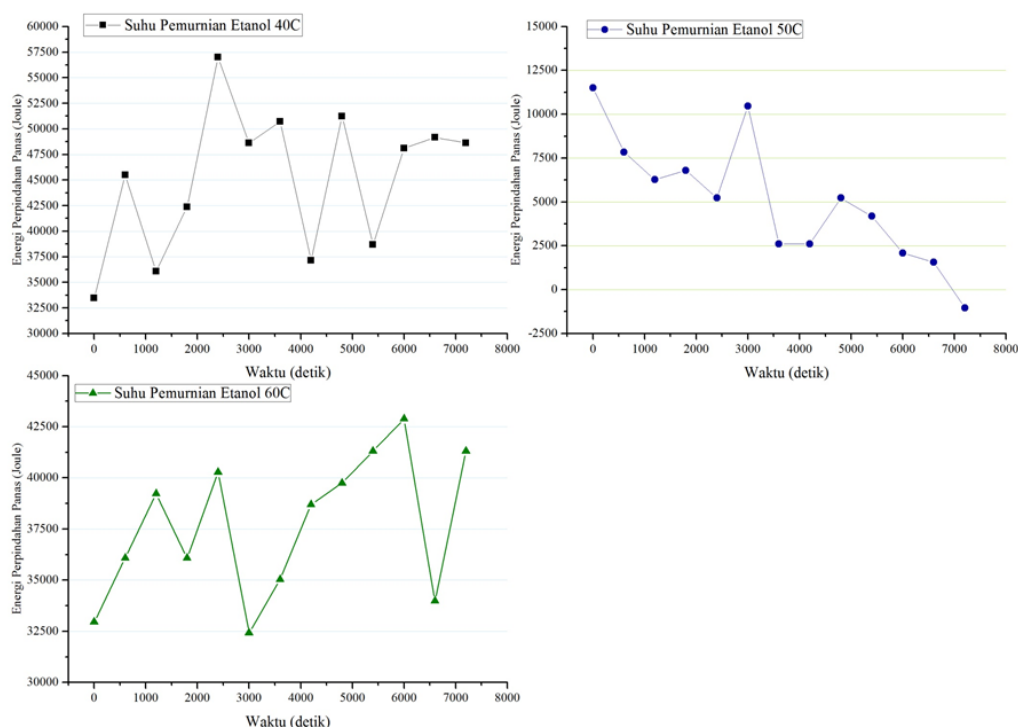 Suhu Pemurnian Etanol 40C
Energi Perpindahan Panas (Joule)
60000
57500
55000
52500
50000
47500
45000
42500
40000
37500
35000
32500
30000
0 1000 2000 3000 4000 5000 6000 7000 8000
Waktu (detik)
Suhu Pemurnian Etanol 50C
Energi Perpindahan Panas (Joule)
15000
12500
10000
7500
5000
2500
0
-2500
0 1000 2000 3000 4000 5000 6000 7000 8000
Waktu (detik)
Suhu Pemurnian Etanol 60C
Energi Perpindahan Panas (Joule)
45000
42500
40000
37500
35000
32500
30000
0 1000 2000 3000 4000 5000 6000 7000 8000
Waktu (detik)